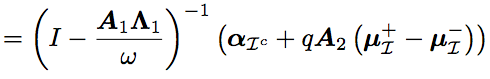 $$= \left( I - \frac{\boldsymbol{A}_1 \boldsymbol{\Lambda}_1}{\omega} \right)^{-1} \left( \boldsymbol{\alpha}_{\mathcal{I}^c} + q \boldsymbol{A}_2 \left( \boldsymbol{\mu}_{\mathcal{I}}^{+} - \boldsymbol{\mu}_{\mathcal{I}}^{-} \right) \right)$$